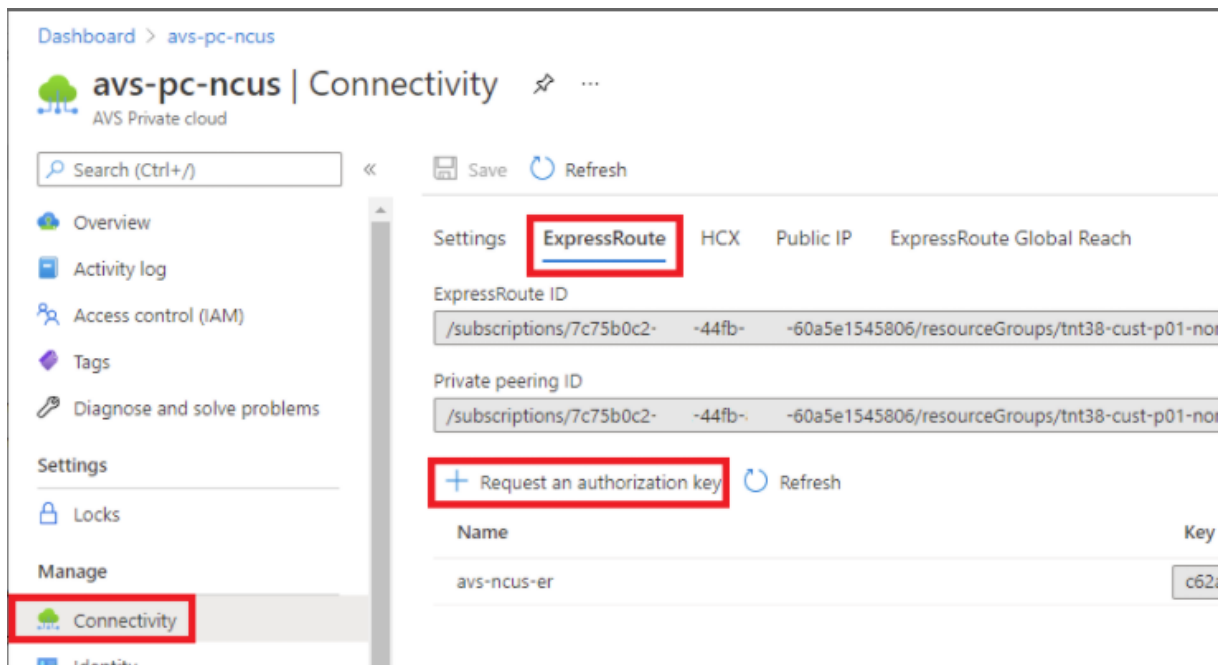 Dashboard > avs-pc-ncus
avs-pc-ncus | Connectivity ...
AVS Private cloud
Search (Ctrl+/)
«
Save Refresh
Overview
Activity log
Access control (IAM)
Tags
Diagnose and solve problems
Settings
Locks
Manage
Connectivity
Identity
Settings ExpressRoute HCX Public IP ExpressRoute Global Reach
ExpressRoute ID
/subscriptions/7c75b0c2- -44fb- -60a5e1545806/resourceGroups/tnt38-cust-p01-nor
Private peering ID
/subscriptions/7c75b0c2- -44fb- -60a5e1545806/resourceGroups/tnt38-cust-p01-nor
+ Request an authorization key Refresh
Name Key
avs-ncus-er c62a